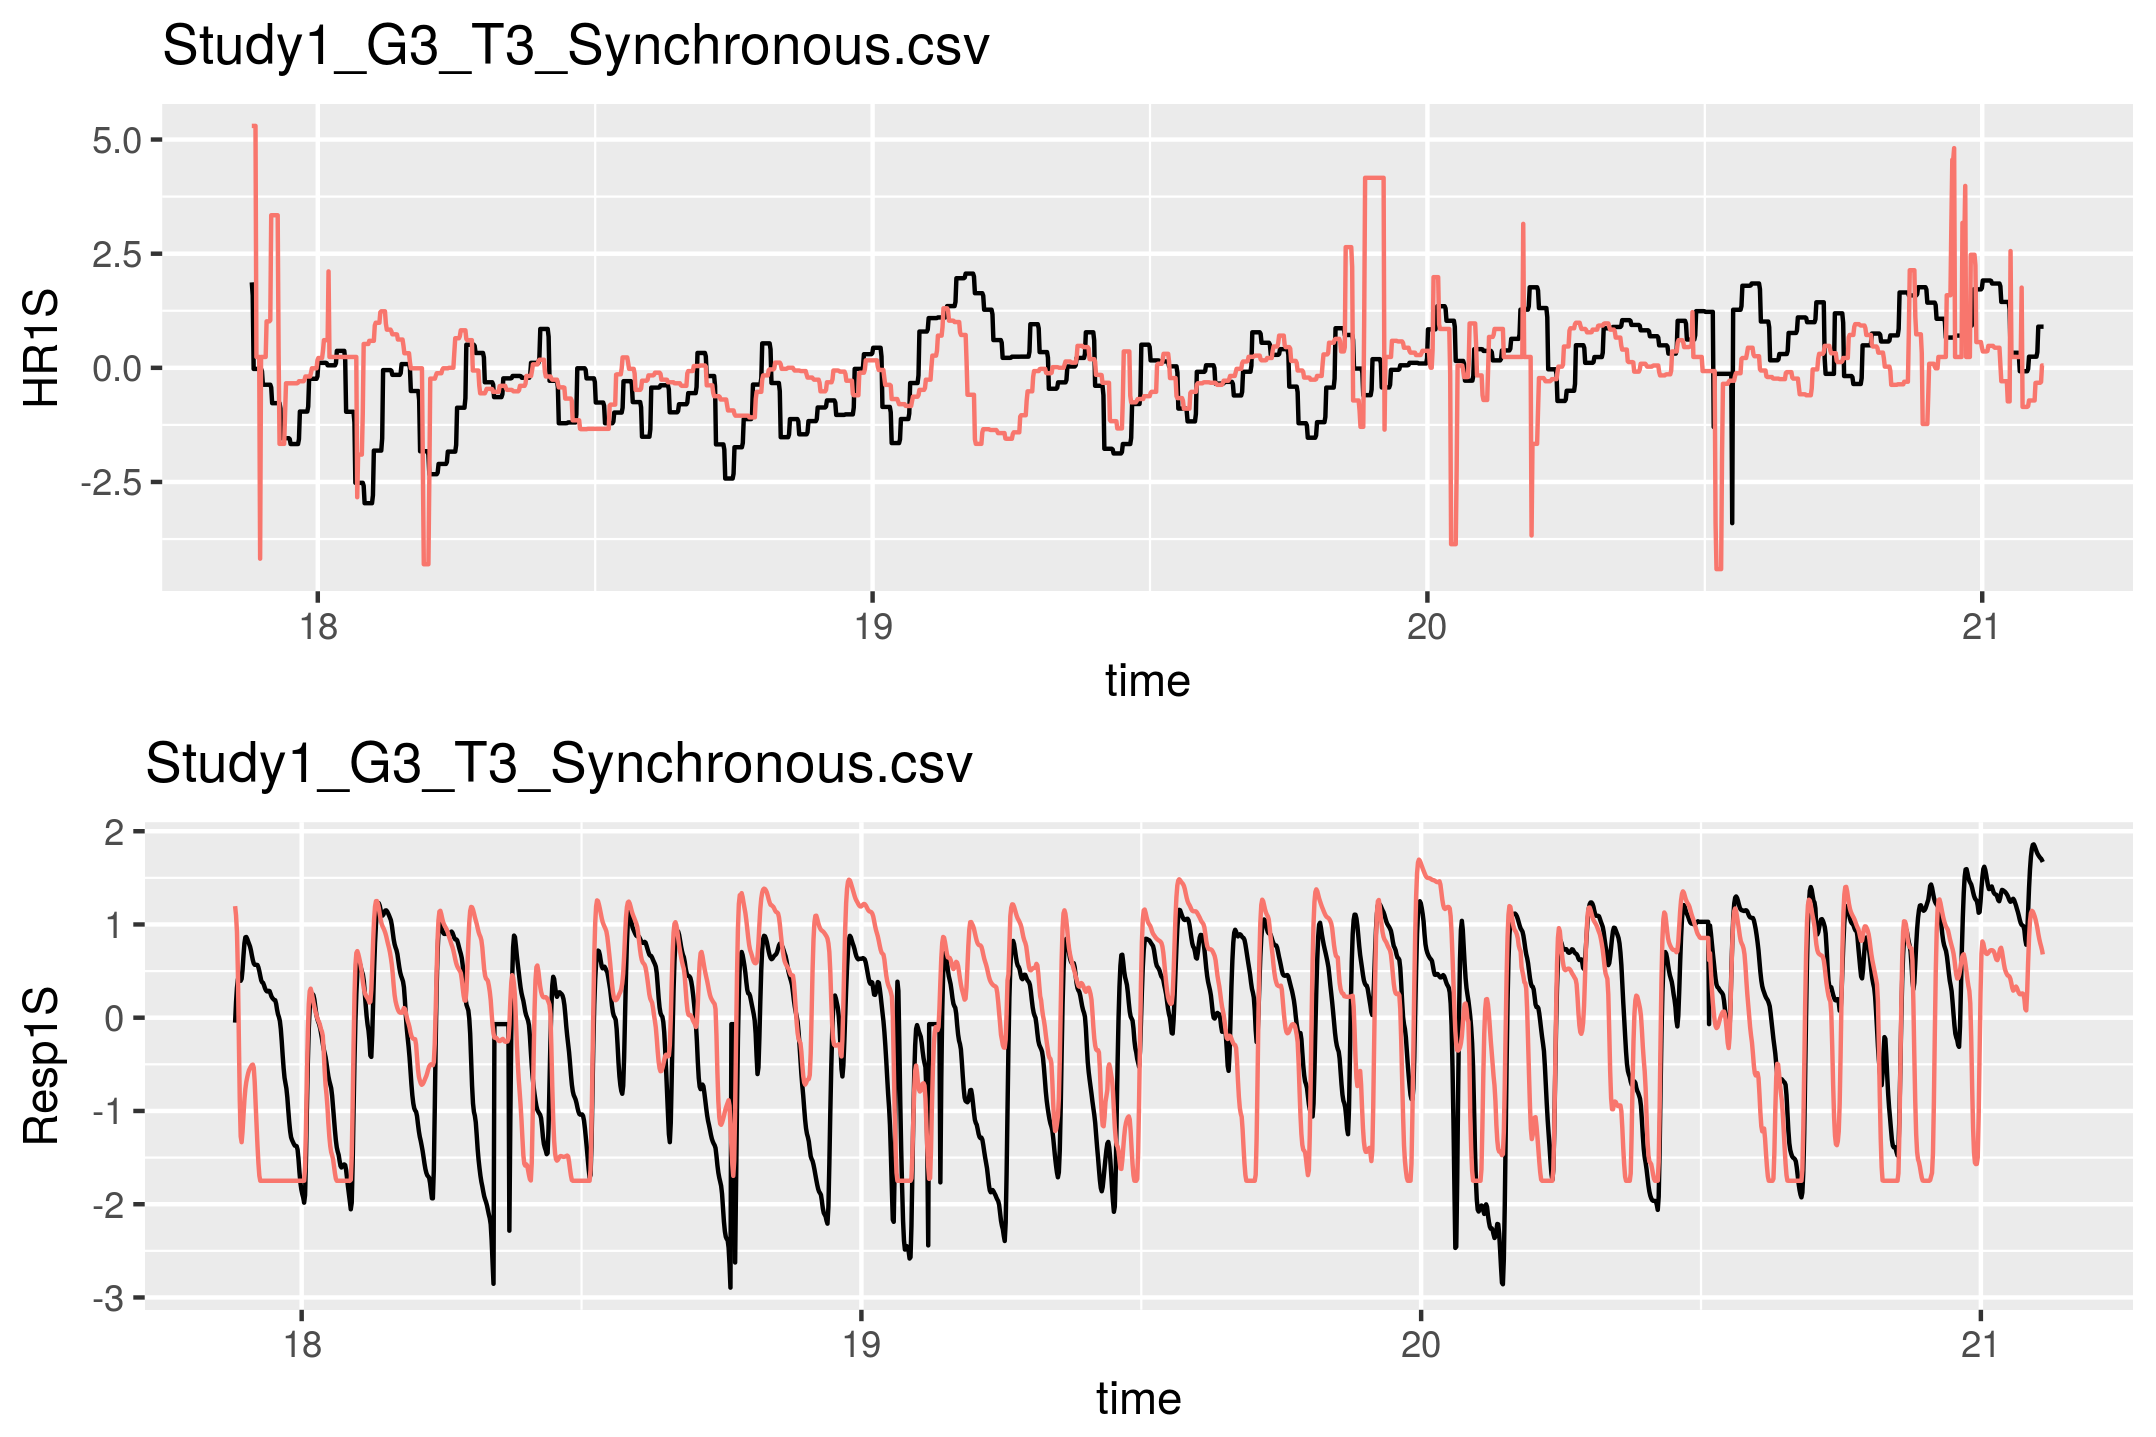 Study1_G3_T3_Synchronous.csv
5.0
2.5
0.0
-2.5
HR1S
18 19 20 21
time
Study1_G3_T3_Synchronous.csv
2
1
0
-1
-2
-3
Resp1S
18 19 20 21
time